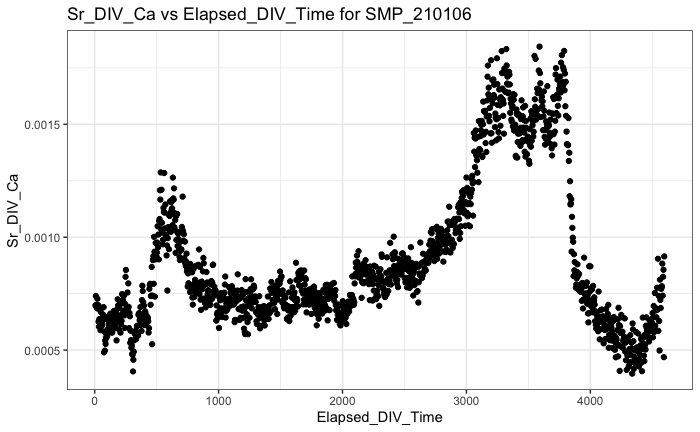 Sr_DIV_Ca vs Elapsed_DIV_Time for SMP_210106
Sr_DIV_Ca
0.0015
0.0010
0.0005
0 1000 2000 3000 4000
Elapsed_DIV_Time